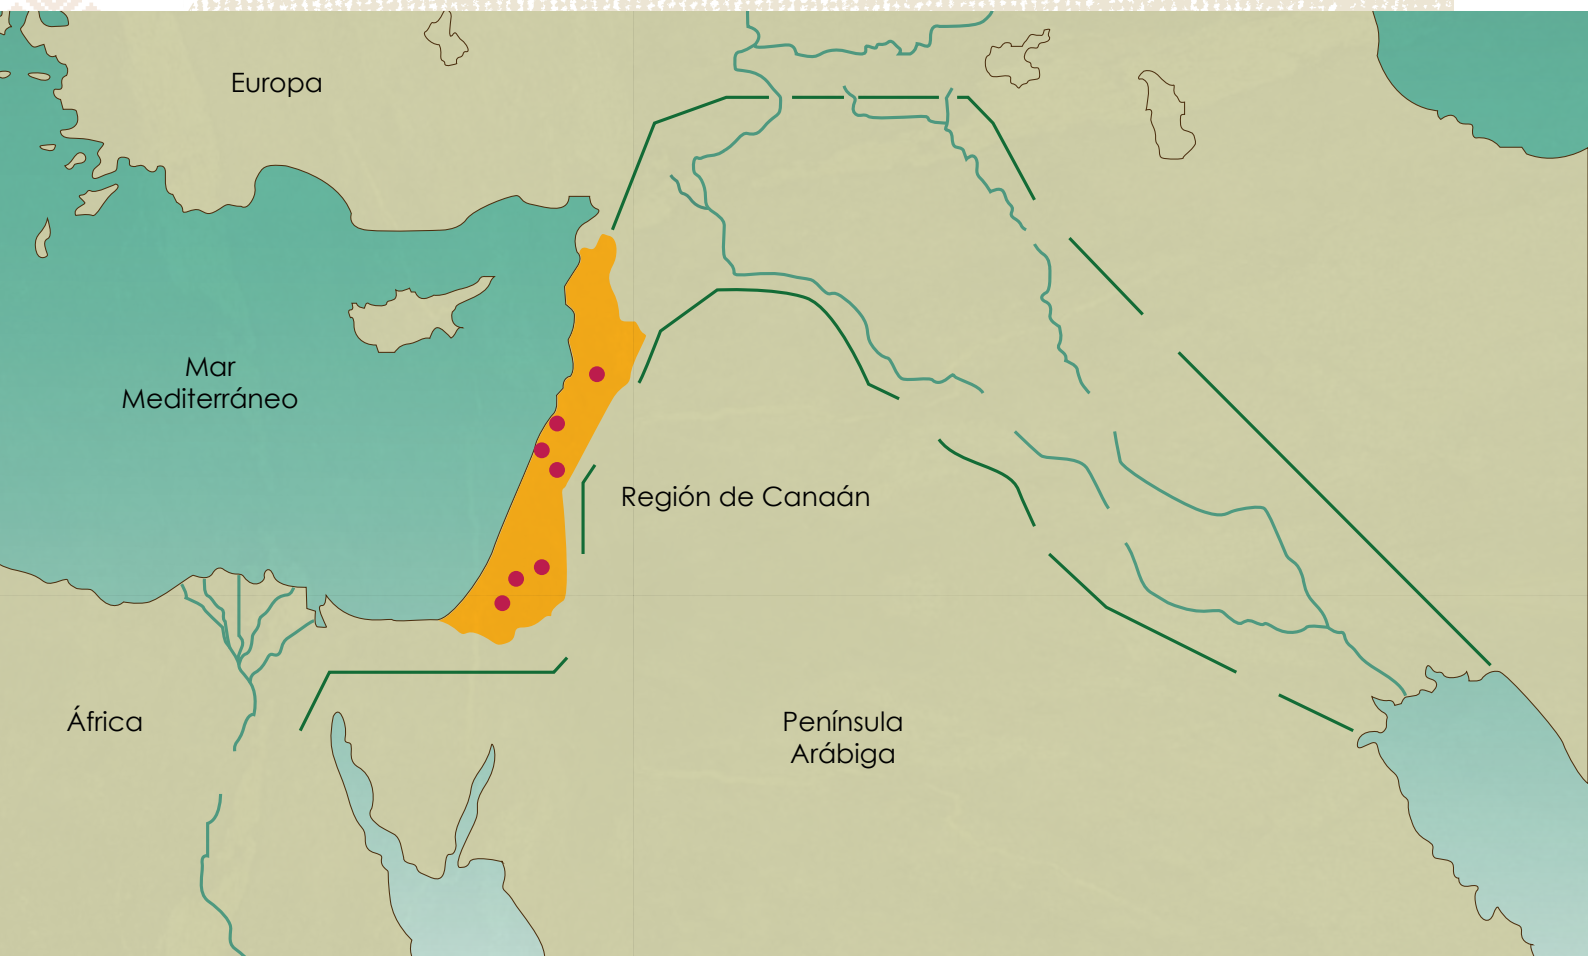 Europa
Mar
Mediterráneo
Región de Canaán
África
Península
Arábiga